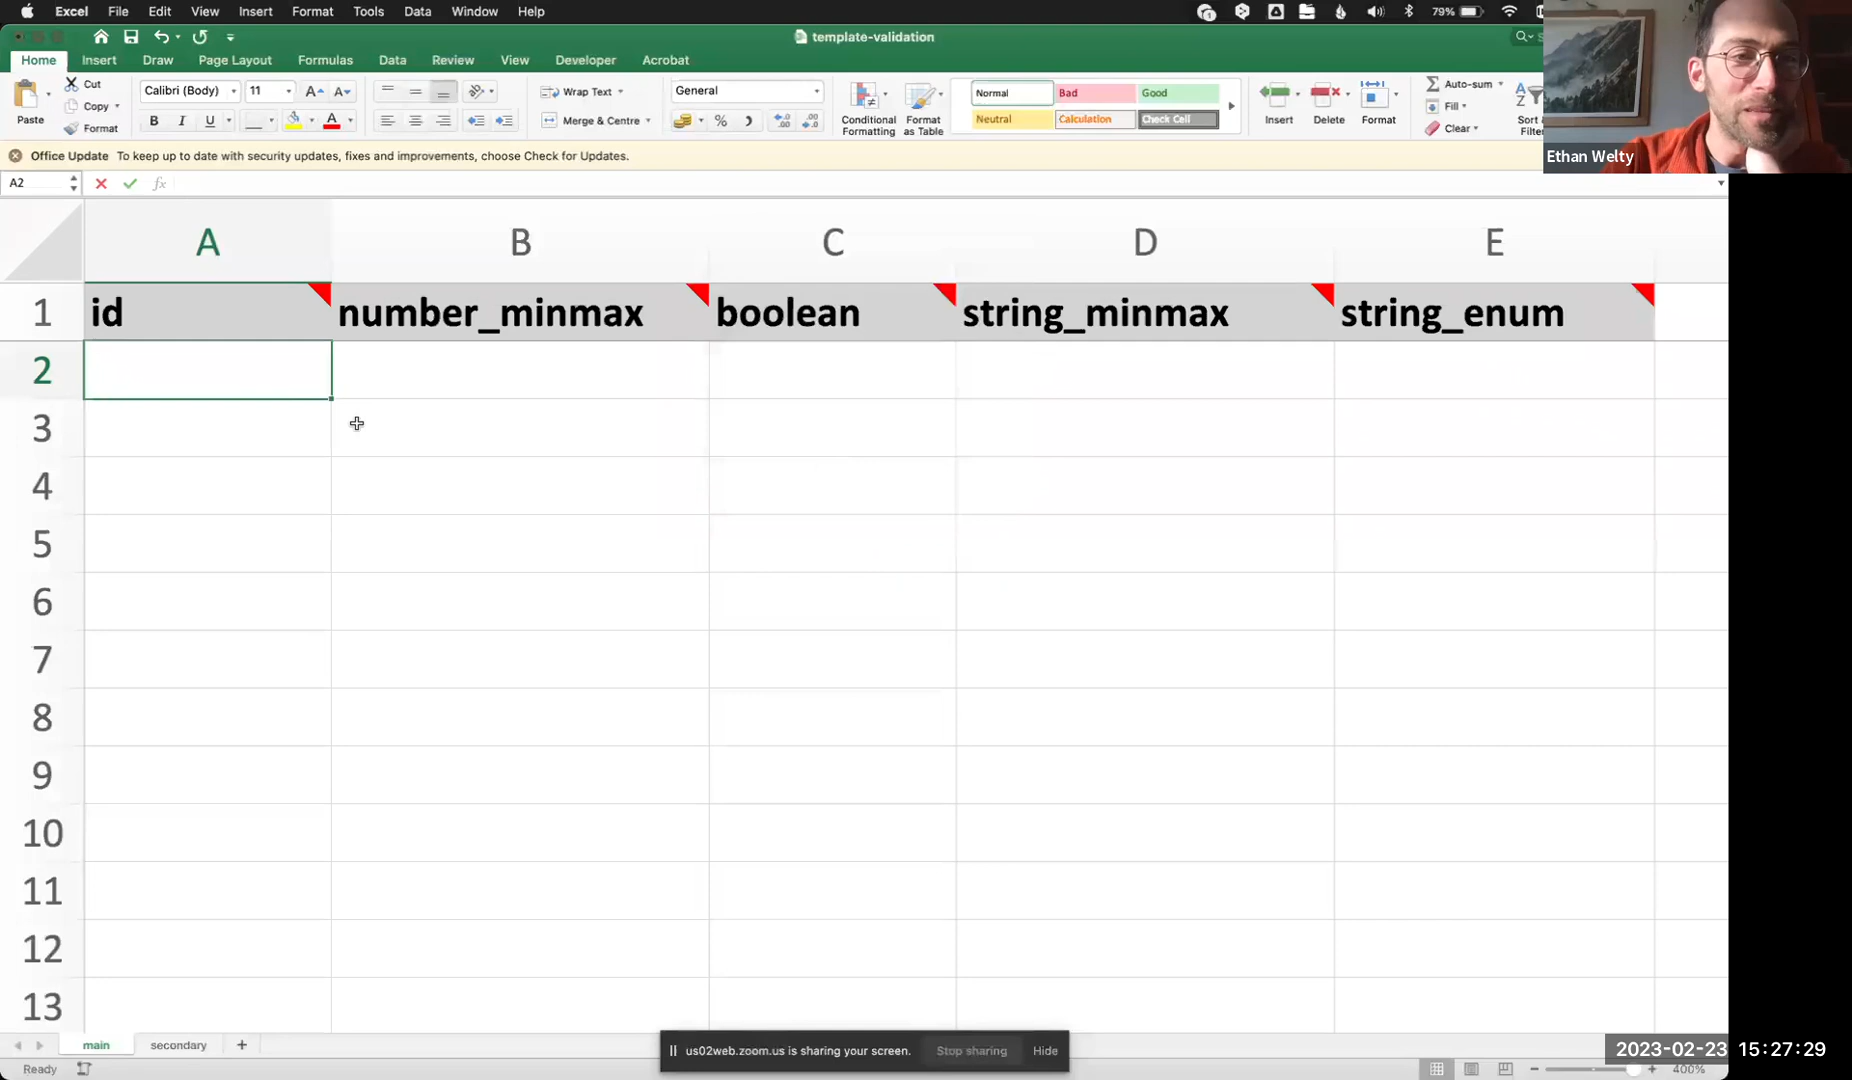 Excel File Edit View Insert Format Tools Data Window Help 79%
template-validation
Home Insert Draw Page Layout Formulas Data Review View Developer Acrobat
Paste
Cut
Copy
Format
Calibri (Body) 11
B I U
Wrap Text
Merge & Centre
General
Conditional Formatting
Format as Table
Normal Bad Good
Neutral Calculation Check Cell
Insert Delete Format
Auto-sum
Fill
Clear
Sort &
Filter
Ethan Welty
Office Update To keep up to date with security updates, fixes and improvements, choose Check for Updates.
A2 fx
A B C D E
1 id number_minmax boolean string_minmax string_enum
2
3
4
5
6
7
8
9
10
11
12
13
main secondary +
us02web.zoom.us is sharing your screen. Stop sharing Hide
2023-02-23 15:27:29
Ready 400%